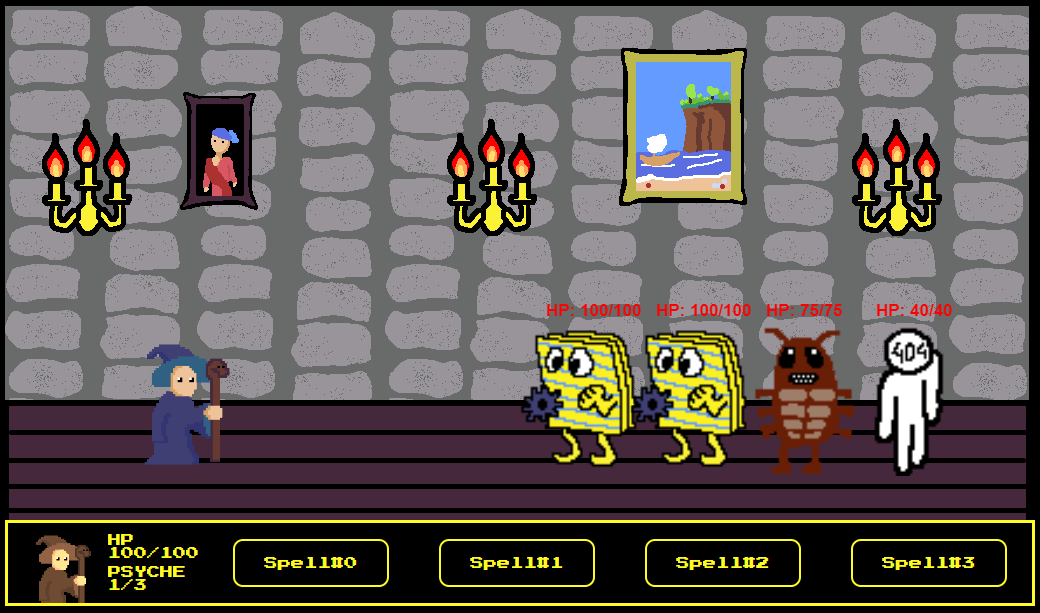 HP: 100/100 HP: 100/100 HP: 75/75 HP: 40/40
404
HP
100/100
PSYCHE
1/3
Spell#0 Spell#1 Spell#2 Spell#3